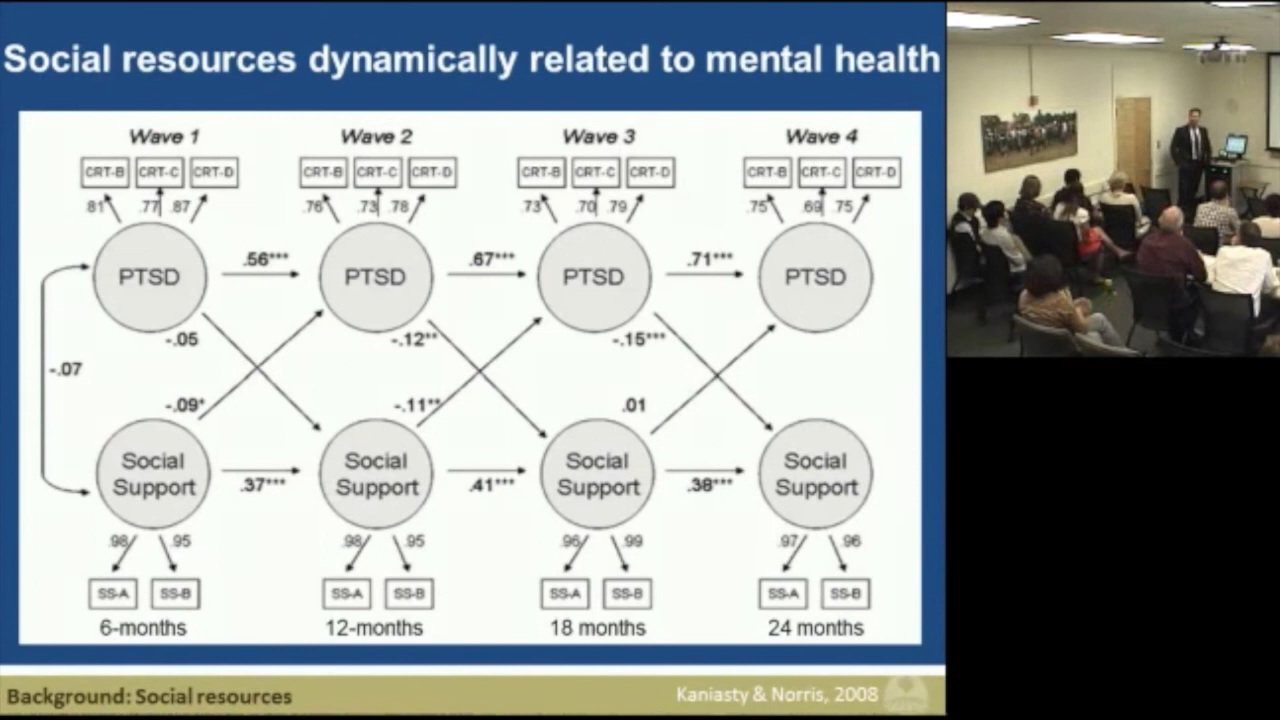 Social resources dynamically related to mental health
Wave 1 Wave 2 Wave 3 Wave 4
CRT-B CRT-C CRT-D CRT-B CRT-C CRT-D CRT-B CRT-C CRT-D CRT-B CRT-C CRT-D
.81 .77 .87 .76 .73 .78 .73 .70 .79 .75 .69 .75
.56*** .67*** .71***
PTSD PTSD PTSD PTSD
-.05 -.12** -.15***
-.07
-.09* -.11** .01
Social Social Social Social
Support Support Support Support
.37*** .41*** .38***
.98 .95 .98 .95 .96 .99 .97 .96
SS-A SS-B SS-A SS-B SS-A SS-B SS-A SS-B
6-months 12-months 18 months 24 months
Background: Social resources
Kaniasty & Norris, 2008